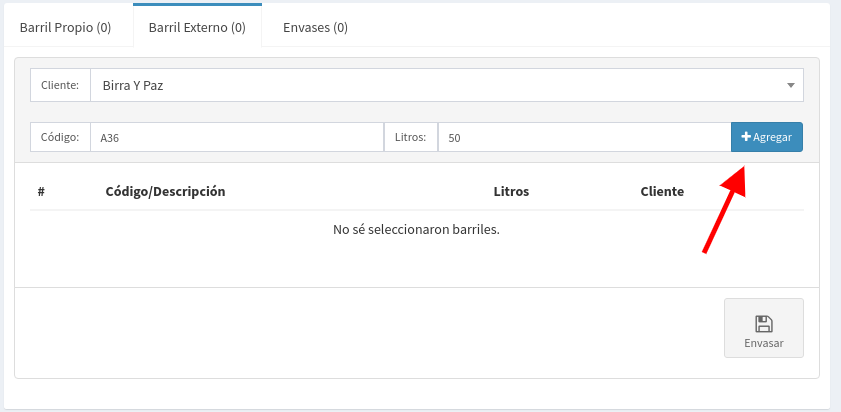 Barril Propio (0) Barril Externo (0) Envases (0)
Cliente: Birra Y Paz
Código: A36 Litros: 50 Agregar
# Código/Descripción Litros Cliente
No sé seleccionaron barriles.
Envasar